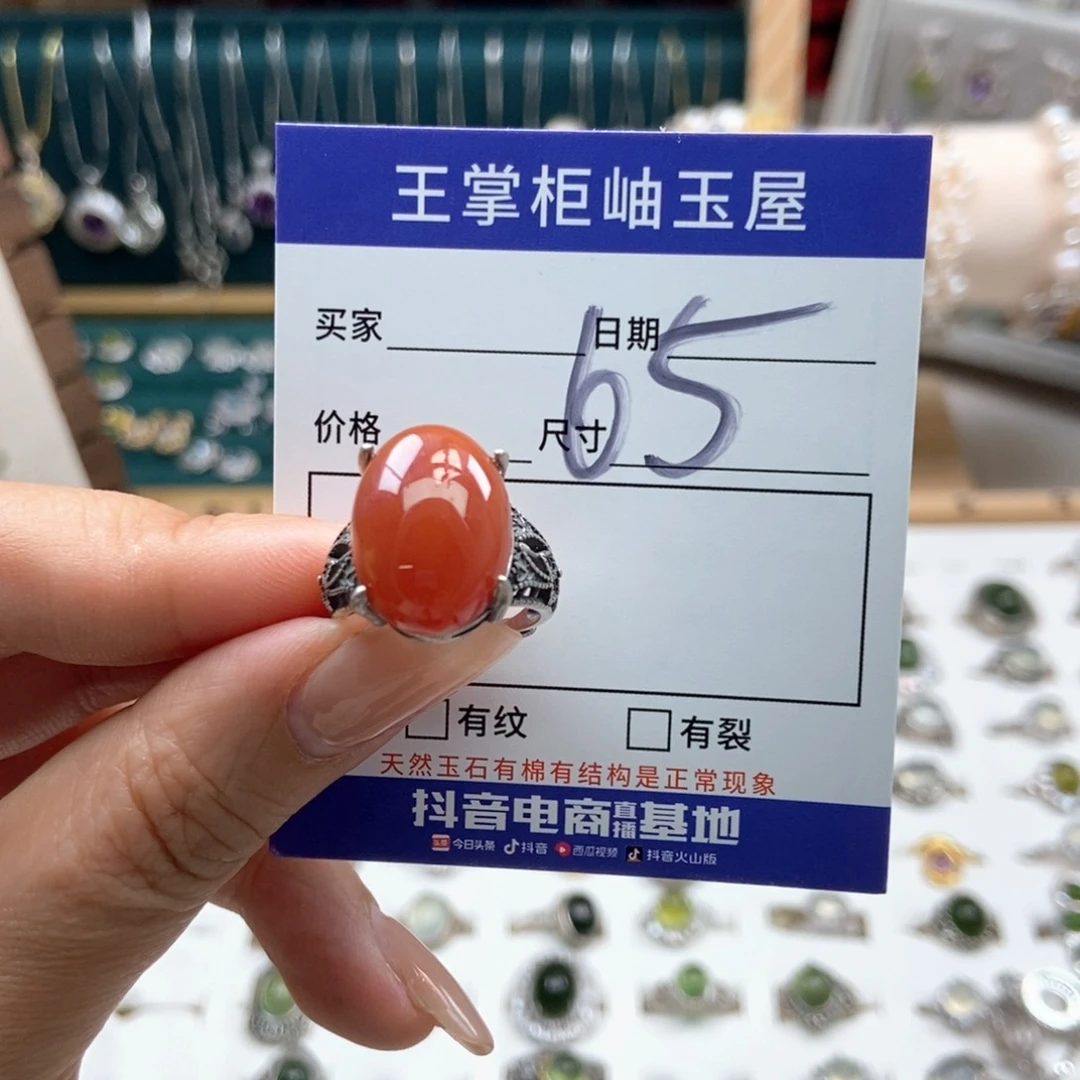 王掌柜岫玉屋
买家 日期
65
价格 尺寸
有纹 有裂
天然玉石有棉有结构是正常现象
抖音电商直播基地
头条 今日头条 抖音 西瓜视频 抖音火山版